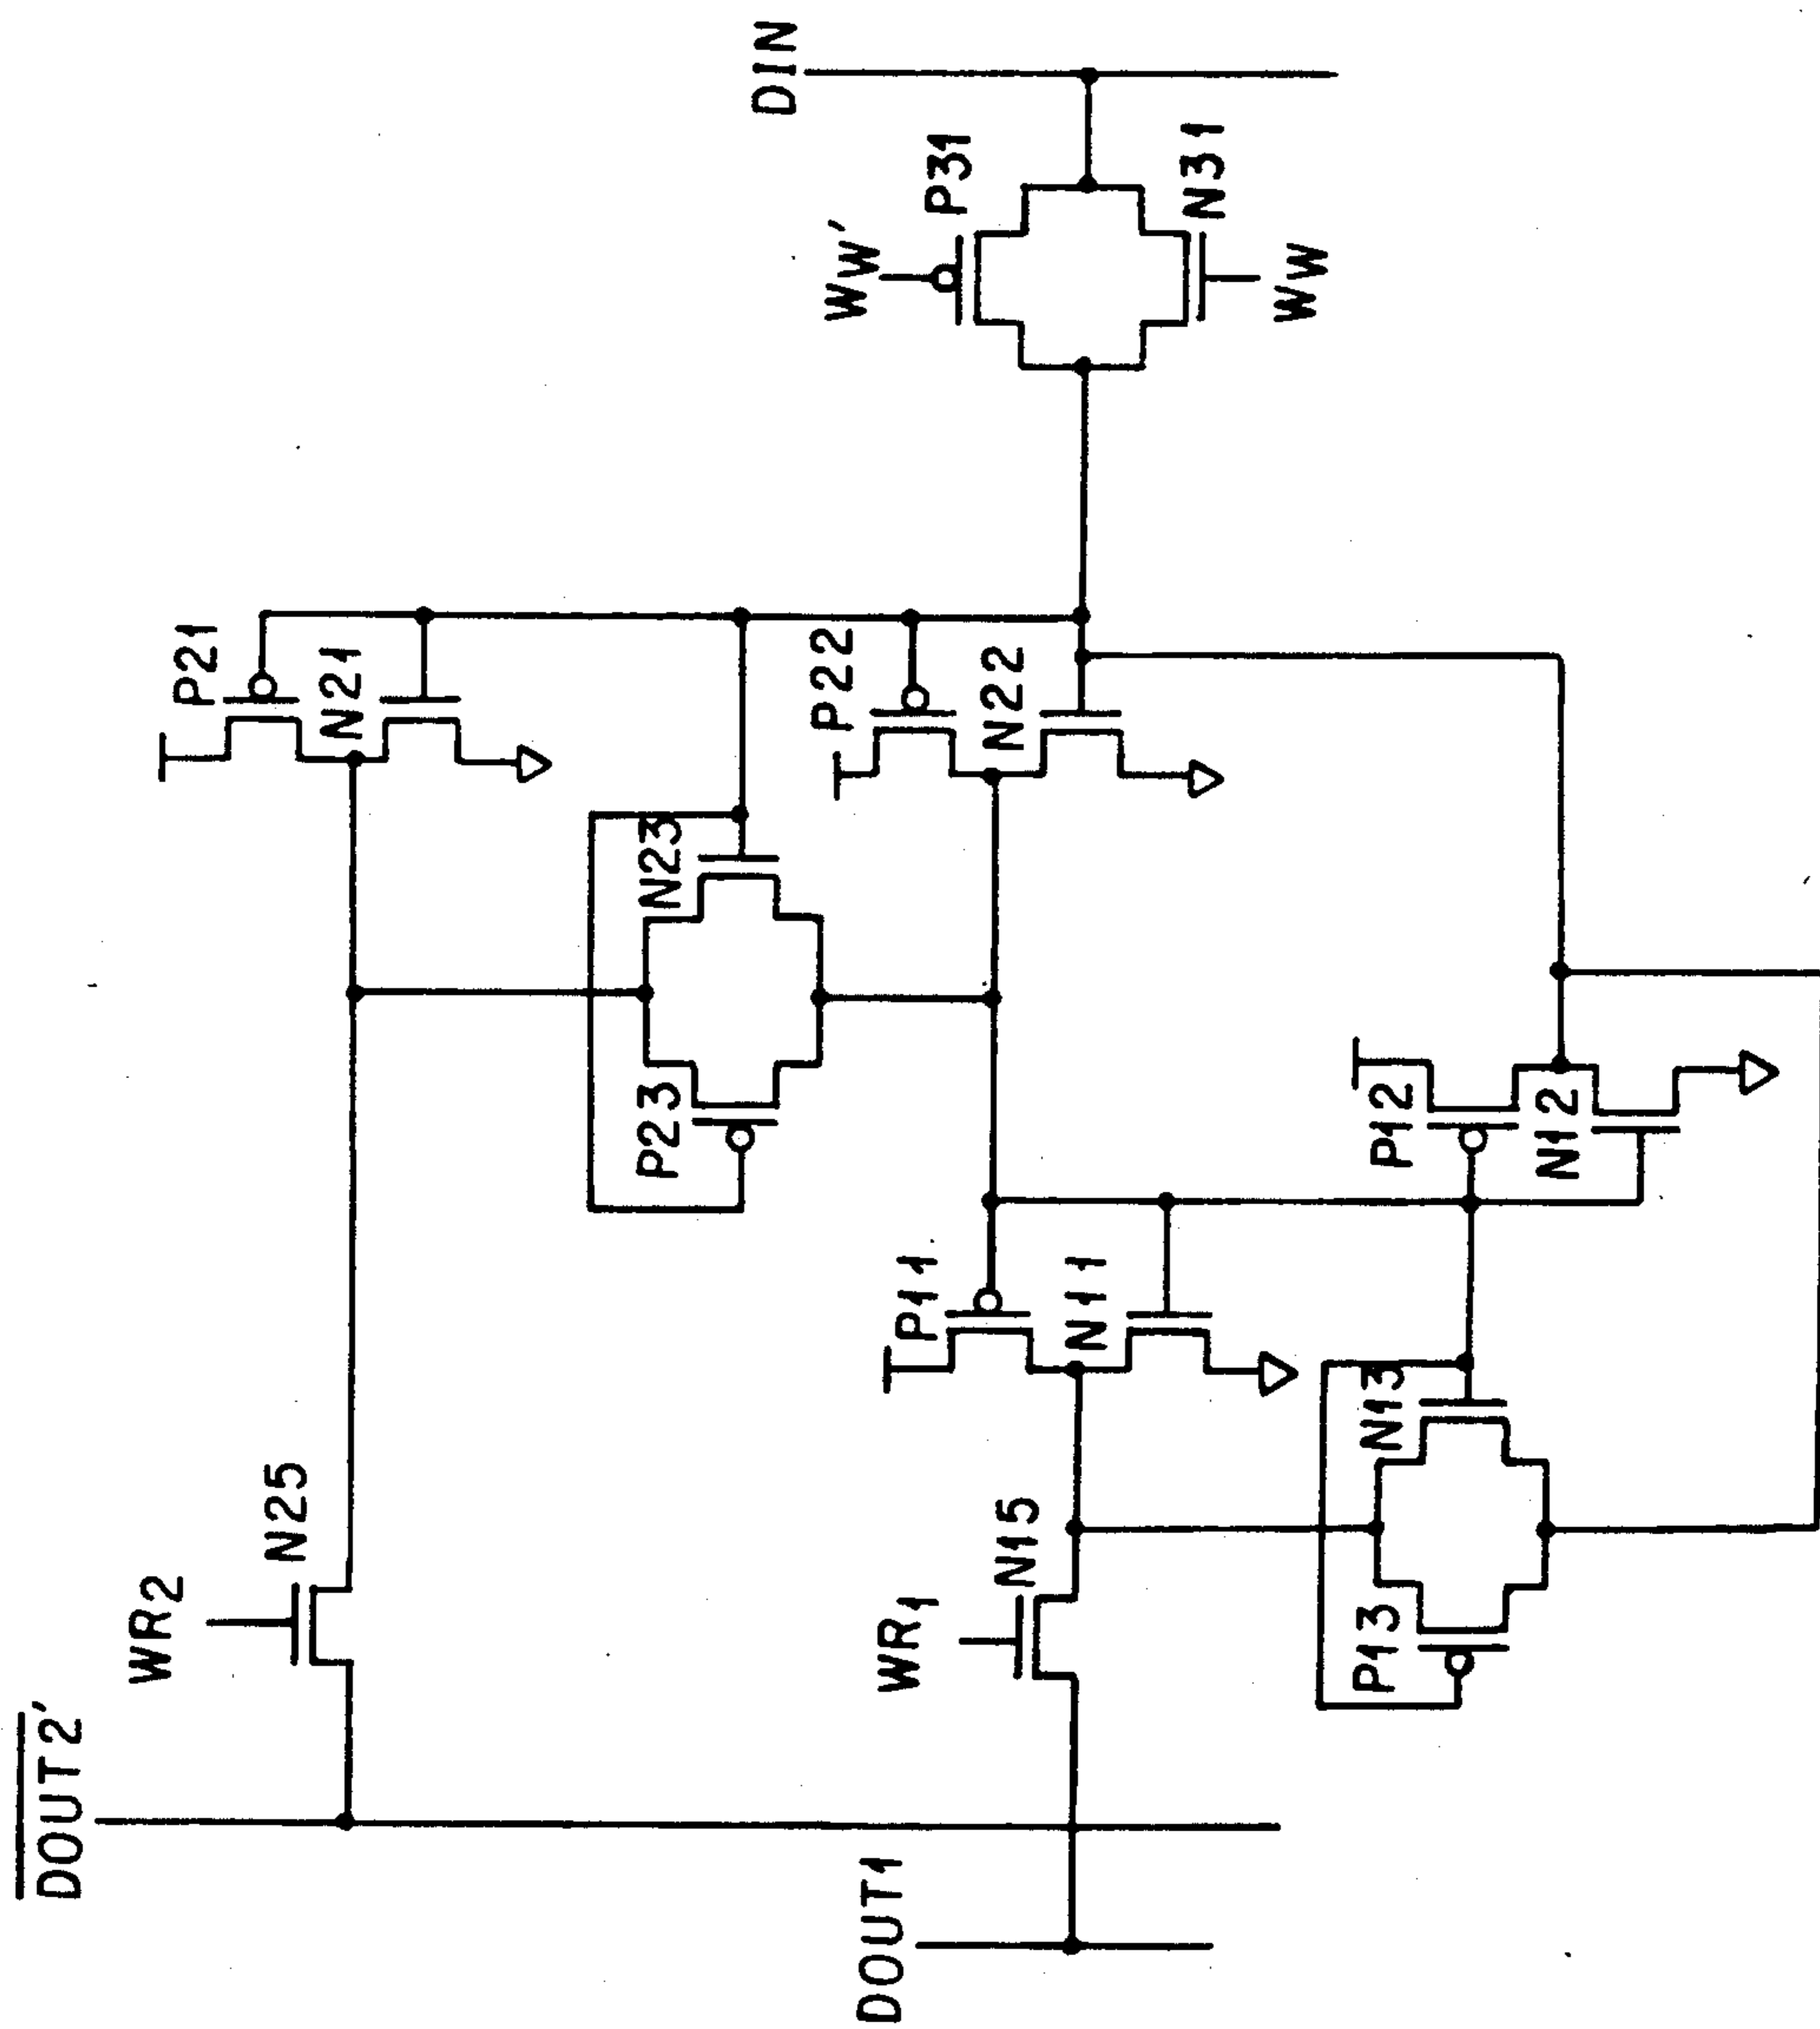 DIN
P31
WW'
N31
WW
P21
N21
P22
N22
N23
P23
P12
N12
P11
N11
N13
P13
N25
WR2
N15
WR1
DOUT2'
DOUT1